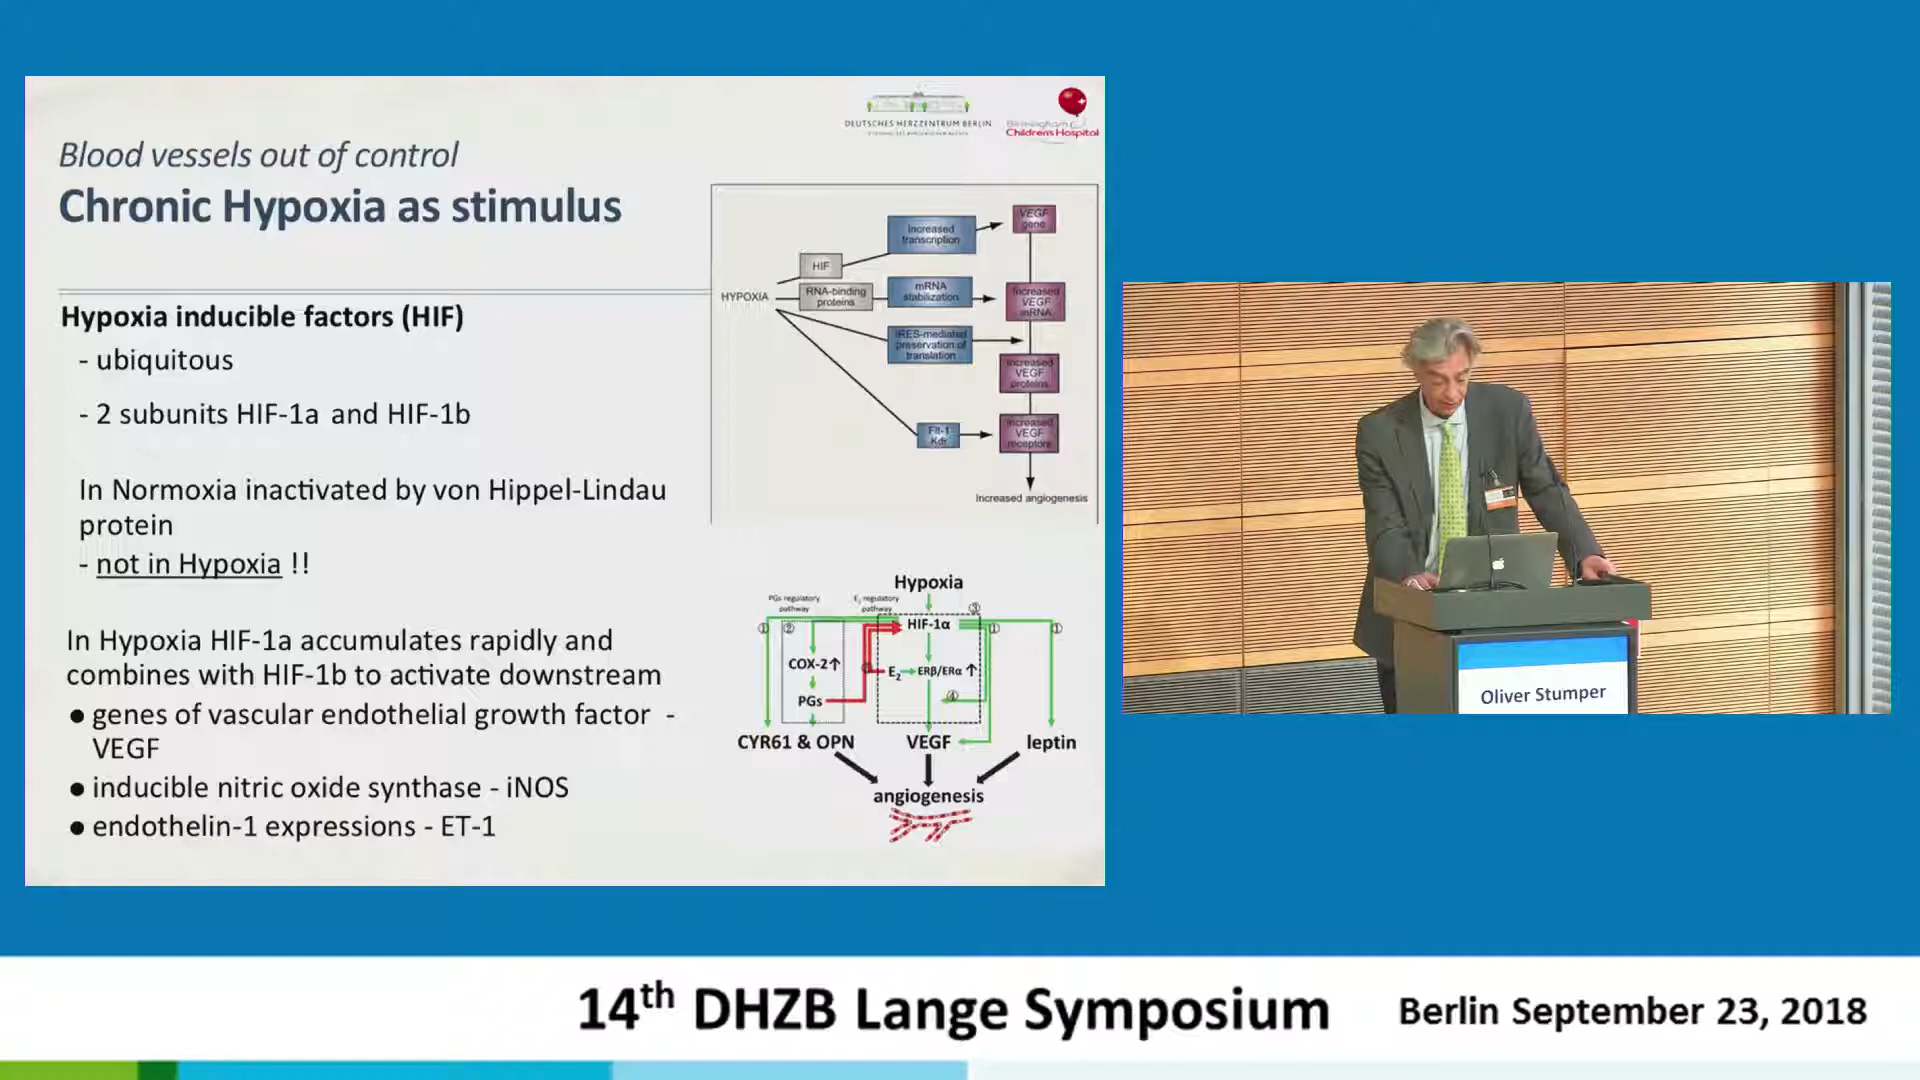 DEUTSCHES HERZZENTRUM BERLIN
Birmingham
Children's Hospital
Blood vessels out of control
Chronic Hypoxia as stimulus
Hypoxia inducible factors (HIF)
- ubiquitous
- 2 subunits HIF-1a and HIF-1b
In Normoxia inactivated by von Hippel-Lindau
protein
- not in Hypoxia !!
In Hypoxia HIF-1a accumulates rapidly and
combines with HIF-1b to activate downstream
● genes of vascular endothelial growth factor -
VEGF
● inducible nitric oxide synthase - iNOS
● endothelin-1 expressions - ET-1
VEGF
gene
Increased
transcription
HIF
HYPOXIA
RNA-binding
proteins
mRNA
stabilization
Increased
VEGF
mRNA
IRES-mediated
preservation of
translation
Increased
VEGF
proteins
Flt-1
Kdr
Increased
VEGF
receptors
Increased angiogenesis
Hypoxia
PGs regulatory
pathway
E2 regulatory
pathway
③
HIF-1α
① ② ① ①
COX-2↑
E2 ERβ/ERα ↑
PGs
④
CYR61 & OPN VEGF leptin
angiogenesis
Oliver Stumper
14th DHZB Lange Symposium
Berlin September 23, 2018